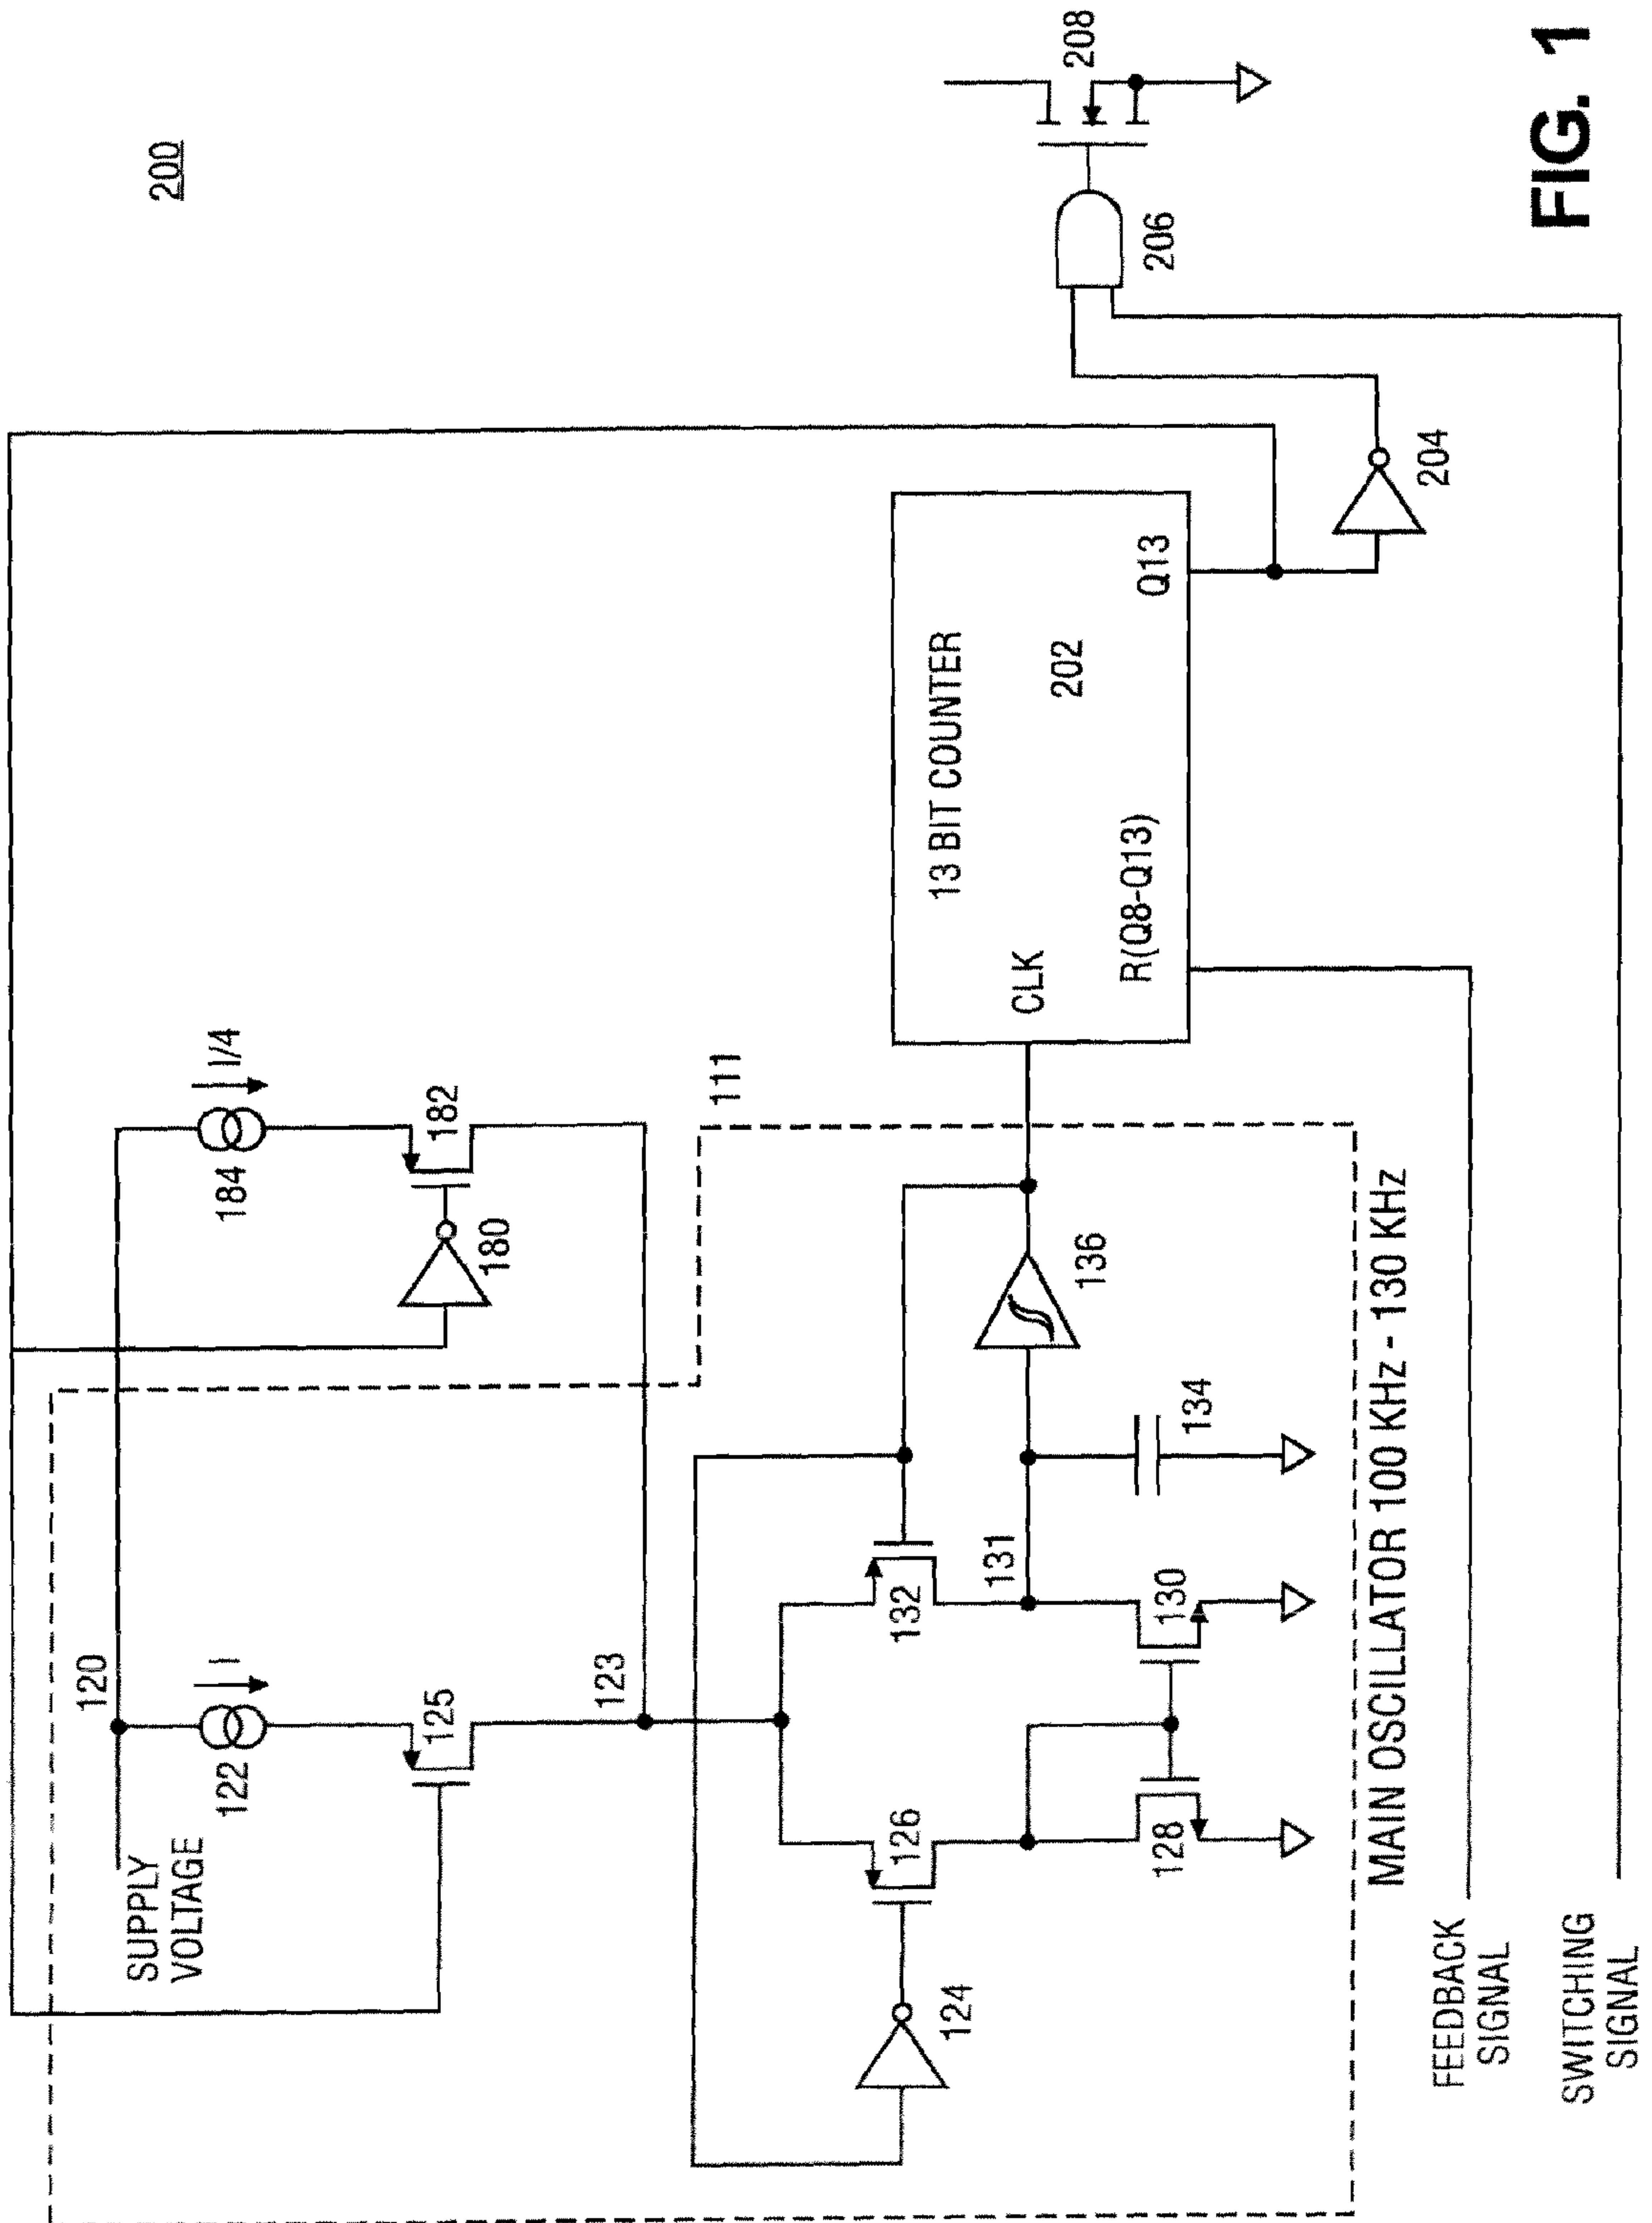 200
120
SUPPLY
VOLTAGE
I
122
125
123
I/4
184
182
180
111
126
132
131
124
128
130
134
136
13 BIT COUNTER
202
CLK
R(Q8-Q13)
Q13
204
206
208
MAIN OSCILLATOR 100 KHz - 130 KHz
FEEDBACK
SIGNAL
SWITCHING
SIGNAL
FIG. 1